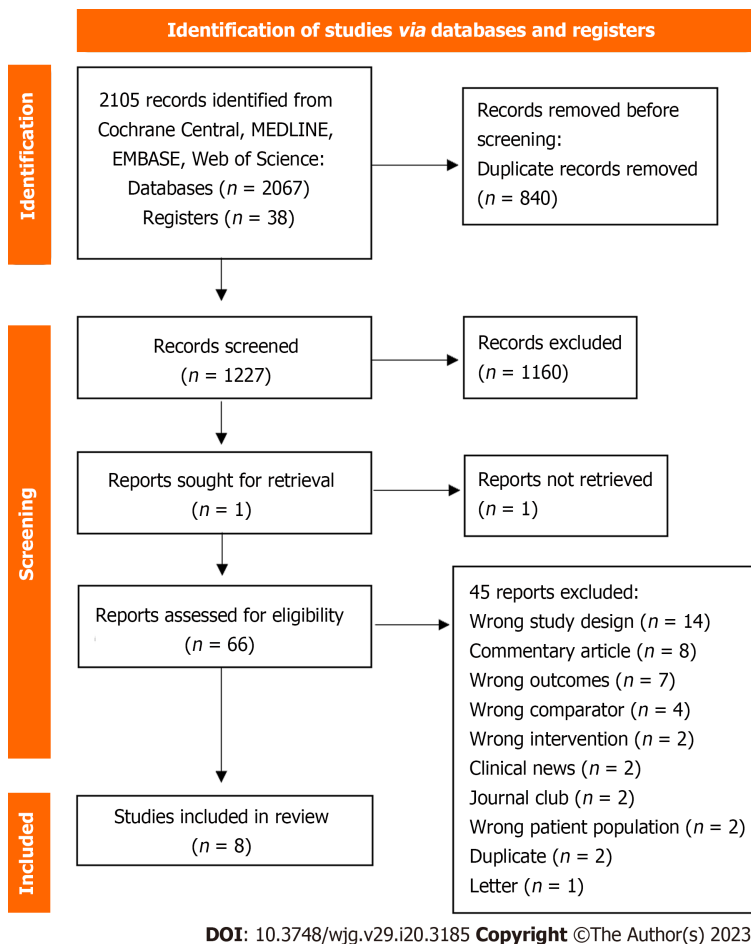 Identification of studies via databases and registers
Identification
2105 records identified from
Cochrane Central, MEDLINE,
EMBASE, Web of Science:
Databases (n = 2067)
Registers (n = 38)
Records removed before
screening:
Duplicate records removed
(n = 840)
Screening
Records screened
(n = 1227)
Records excluded
(n = 1160)
Reports sought for retrieval
(n = 1)
Reports not retrieved
(n = 1)
Reports assessed for eligibility
(n = 66)
45 reports excluded:
Wrong study design (n = 14)
Commentary article (n = 8)
Wrong outcomes (n = 7)
Wrong comparator (n = 4)
Wrong intervention (n = 2)
Clinical news (n = 2)
Journal club (n = 2)
Wrong patient population (n = 2)
Duplicate (n = 2)
Letter (n = 1)
Included
Studies included in review
(n = 8)
DOI: 10.3748/wjg.v29.i20.3185 Copyright ©The Author(s) 2023